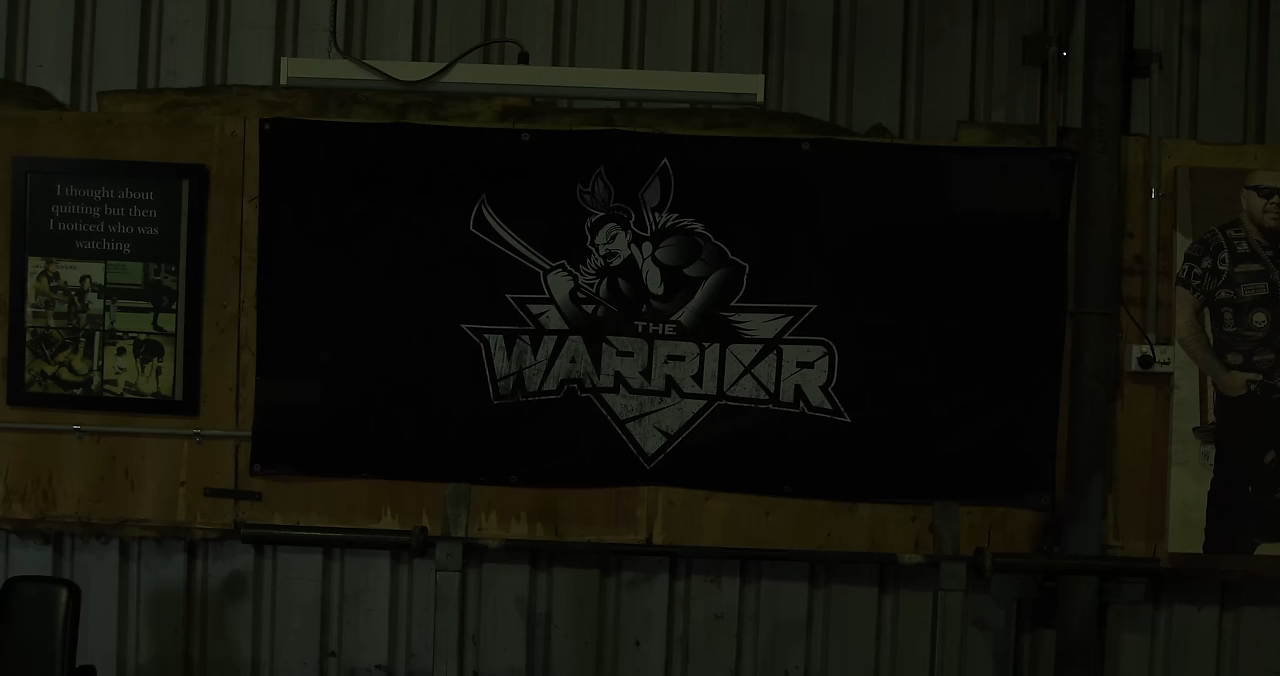 I thought about
quitting but then
I noticed who was
watching
THE
WARRIOR